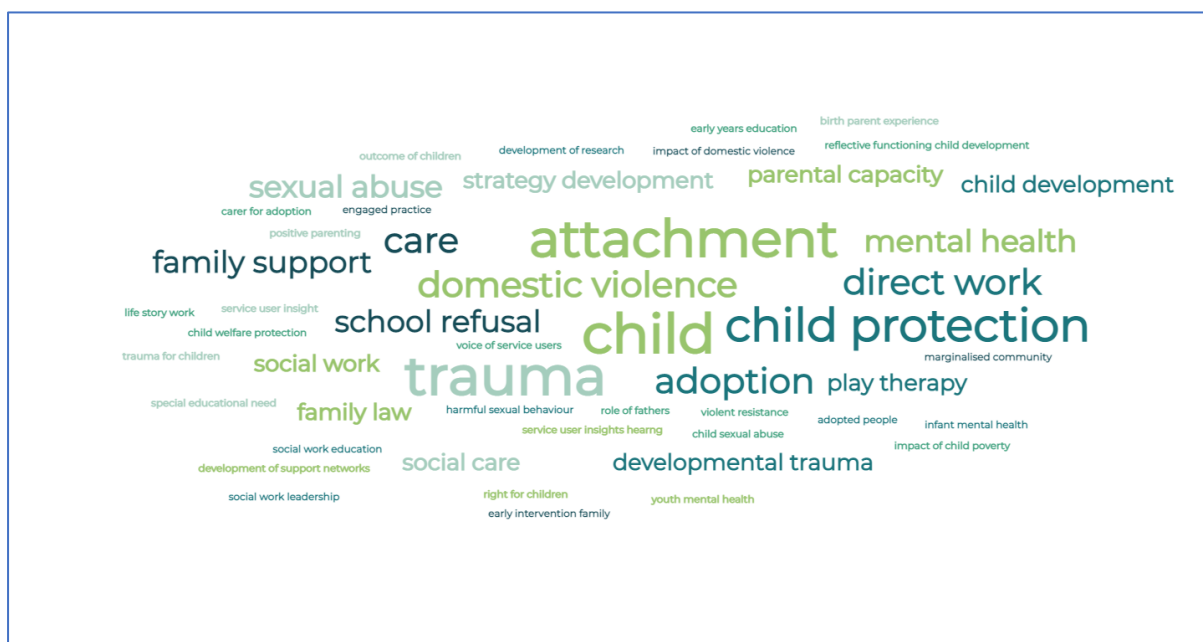 birth parent experience
early years education
reflective functioning child development
development of research
impact of domestic violence
outcome of children
parental capacity
strategy development
child development
sexual abuse
carer for adoption
engaged practice
positive parenting
care
attachment
mental health
family support
domestic violence
direct work
life story work
service user insight
school refusal
child
child protection
child welfare protection
voice of service users
trauma for children
marginalised community
social work
trauma
adoption
play therapy
special educational need
family law
harmful sexual behaviour
role of fathers
violent resistance
adopted people
infant mental health
service user insights hearng
child sexual abuse
impact of child poverty
social work education
development of support networks
social care
developmental trauma
social work leadership
right for children
youth mental health
early intervention family